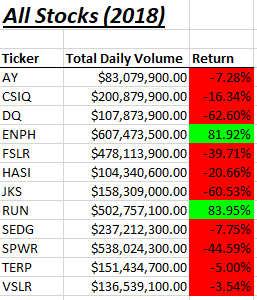 All Stocks (2018)
Ticker Total Daily Volume Return
AY $83,079,900.00 -7.28%
CSIQ $200,879,900.00 -16.34%
DQ $107,873,900.00 -62.60%
ENPH $607,473,500.00 81.92%
FSLR $478,113,900.00 -39.71%
HASI $104,340,600.00 -20.66%
JKS $158,309,000.00 -60.53%
RUN $502,757,100.00 83.95%
SEDG $237,212,300.00 -7.75%
SPWR $538,024,300.00 -44.59%
TERP $151,434,700.00 -5.00%
VSLR $136,539,100.00 -3.54%